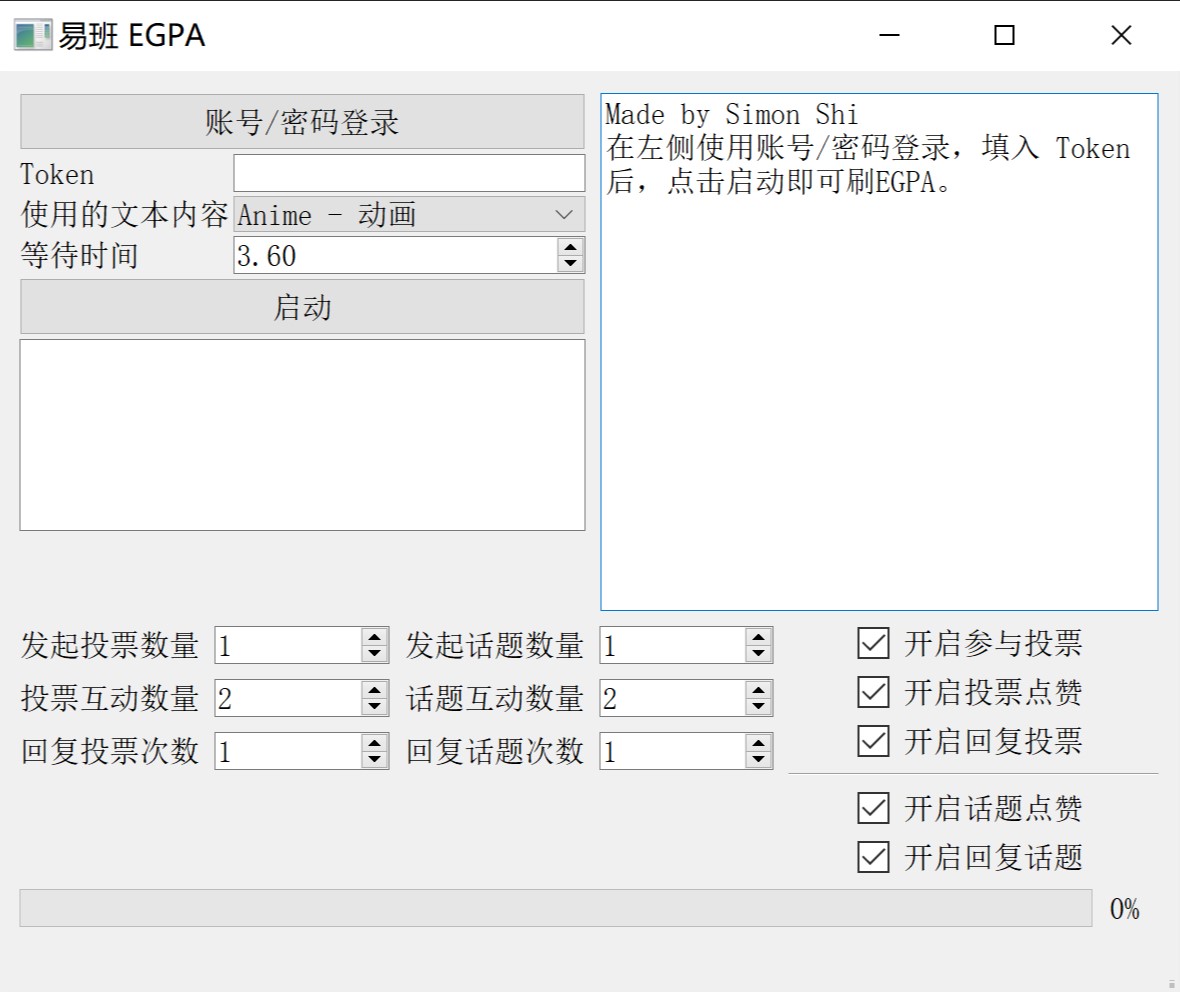 易班 EGPA
账号/密码登录
Token
使用的文本内容 Anime - 动画
等待时间 3.60
启动
Made by Simon Shi
在左侧使用账号/密码登录，填入 Token
后，点击启动即可刷EGPA。
发起投票数量 1 发起话题数量 1
投票互动数量 2 话题互动数量 2
回复投票次数 1 回复话题次数 1
开启参与投票
开启投票点赞
开启回复投票
开启话题点赞
开启回复话题
0%